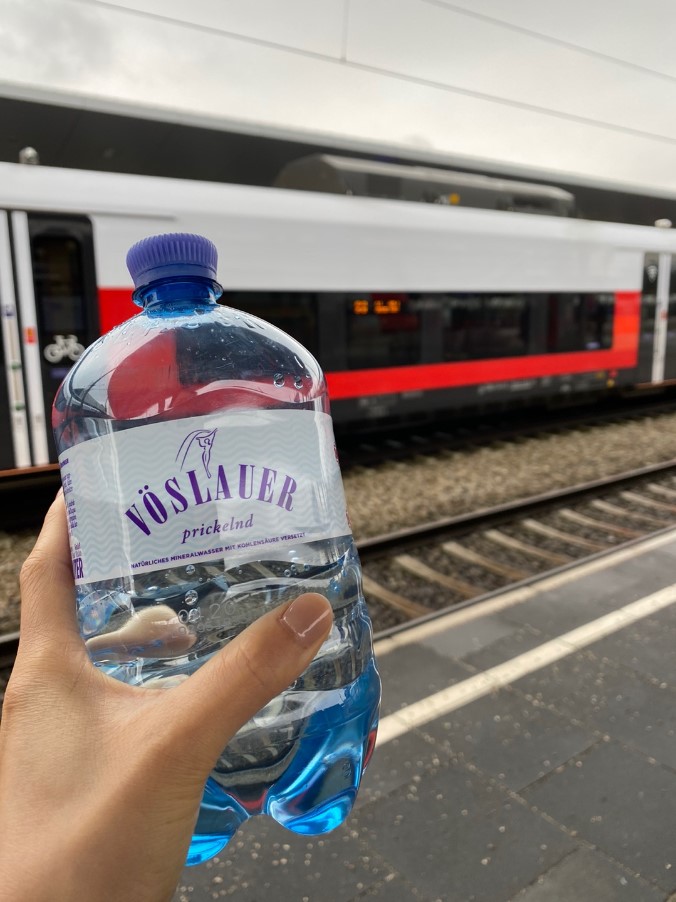 VÖSLAUER
prickelnd
NATÜRLICHES MINERALWASSER MIT KOHLENSÄURE VERSETZT